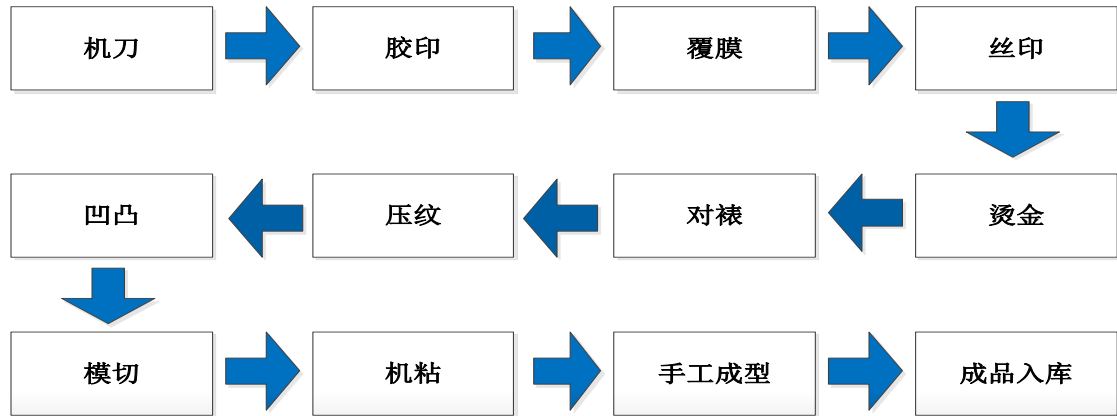 机刀
胶印
覆膜
丝印
烫金
对裱
压纹
凹凸
模切
机粘
手工成型
成品入库